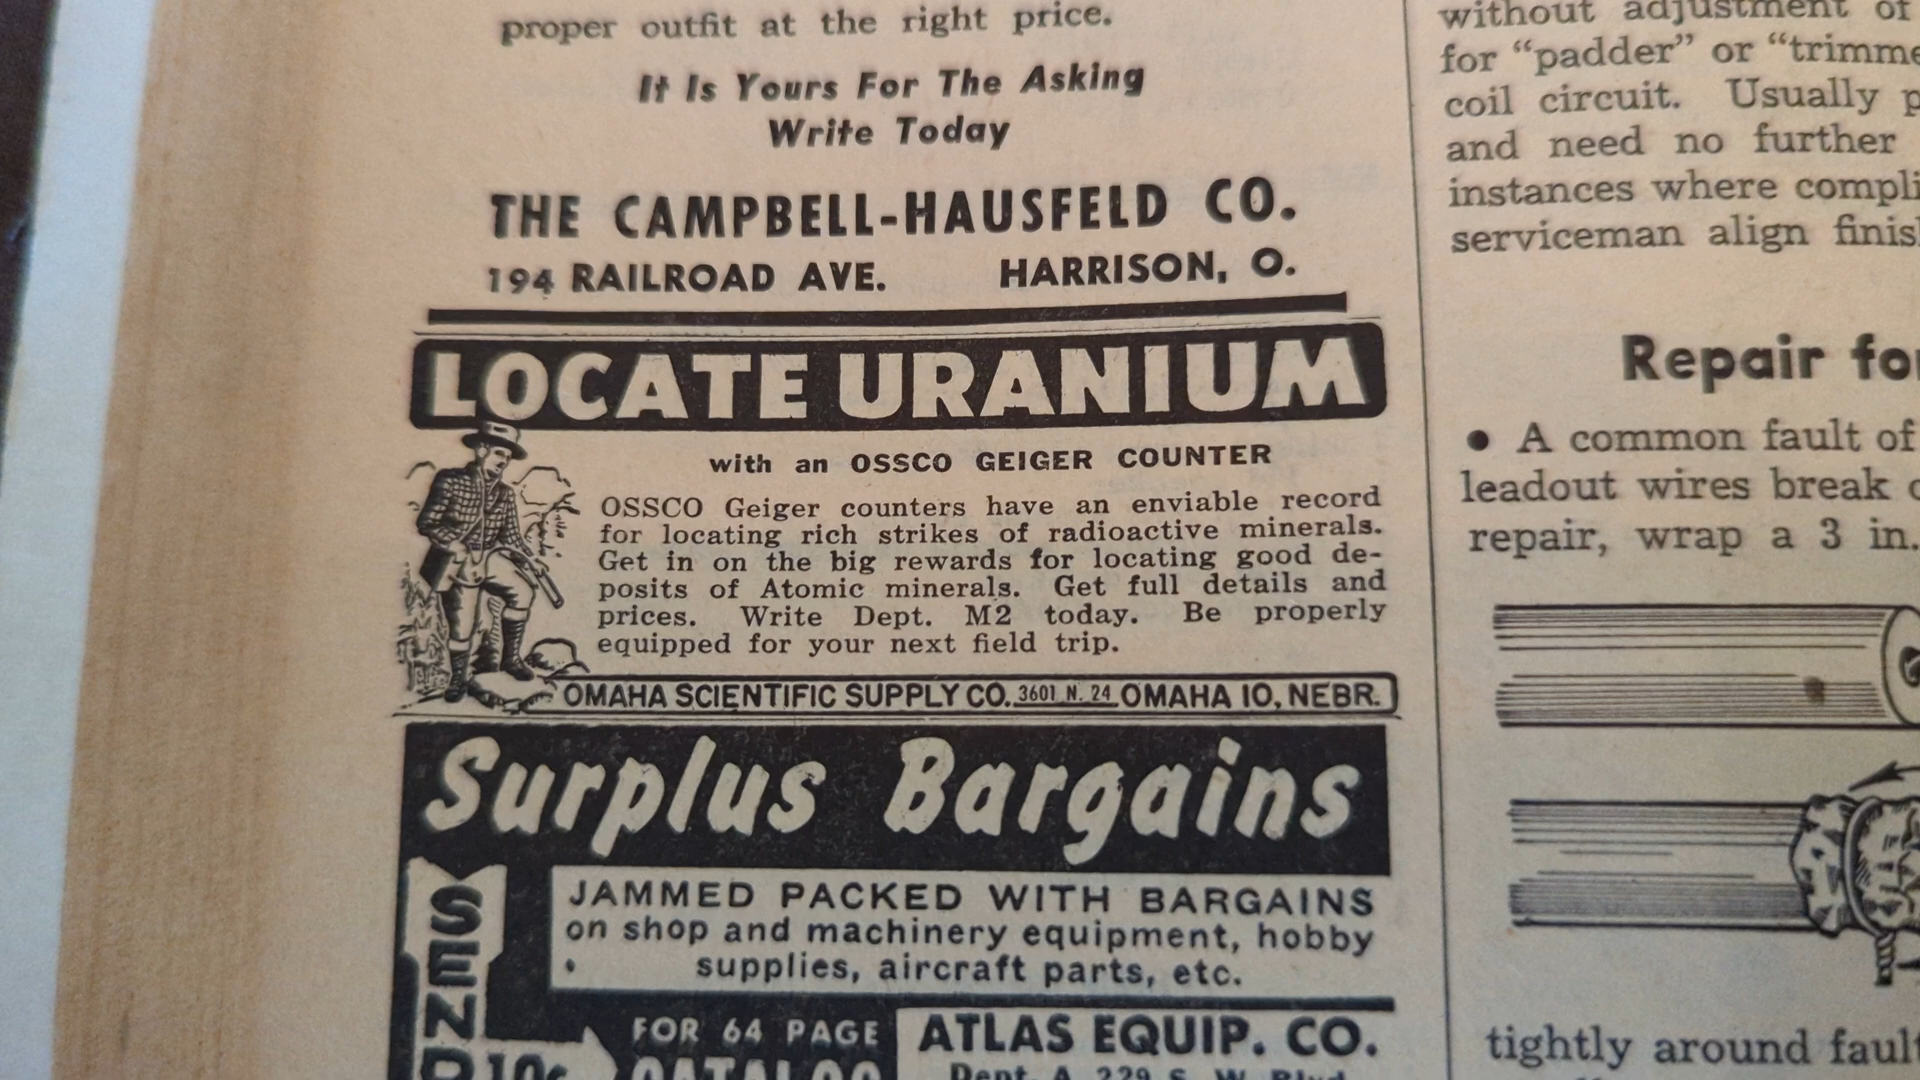 proper outfit at the right price.
It Is Yours For The Asking
Write Today
THE CAMPBELL-HAUSFELD CO.
194 RAILROAD AVE. HARRISON, O.
LOCATE URANIUM
with an OSSCO GEIGER COUNTER
OSSCO Geiger counters have an enviable record
for locating rich strikes of radioactive minerals.
Get in on the big rewards for locating good de-
posits of Atomic minerals. Get full details and
prices. Write Dept. M2 today. Be properly
equipped for your next field trip.
OMAHA SCIENTIFIC SUPPLY CO. 3601 N. 24 OMAHA 10, NEBR.
Surplus Bargains
JAMMED PACKED WITH BARGAINS
on shop and machinery equipment, hobby
supplies, aircraft parts, etc.
SEND
10c
FOR 64 PAGE
CATALOG
ATLAS EQUIP. CO.
Dept. A 229 S. W. Blvd.
without adjustment of
for "padder" or "trimme
coil circuit. Usually p
and need no further
instances where compli
serviceman align finis
Repair fo
• A common fault of
leadout wires break
repair, wrap a 3 in.
tightly around faul